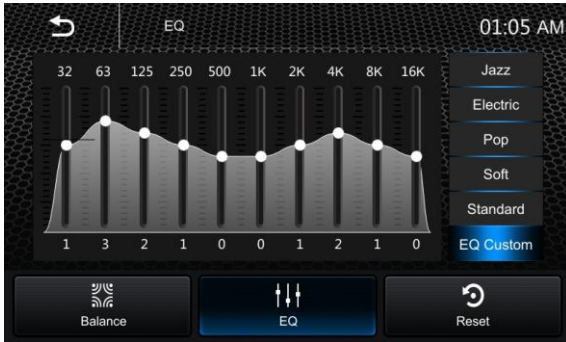 EQ 01:05 AM
32 63 125 250 500 1K 2K 4K 8K 16K
Jazz
Electric
Pop
Soft
Standard
EQ Custom
1 3 2 1 0 0 1 2 1 0
Balance EQ Reset